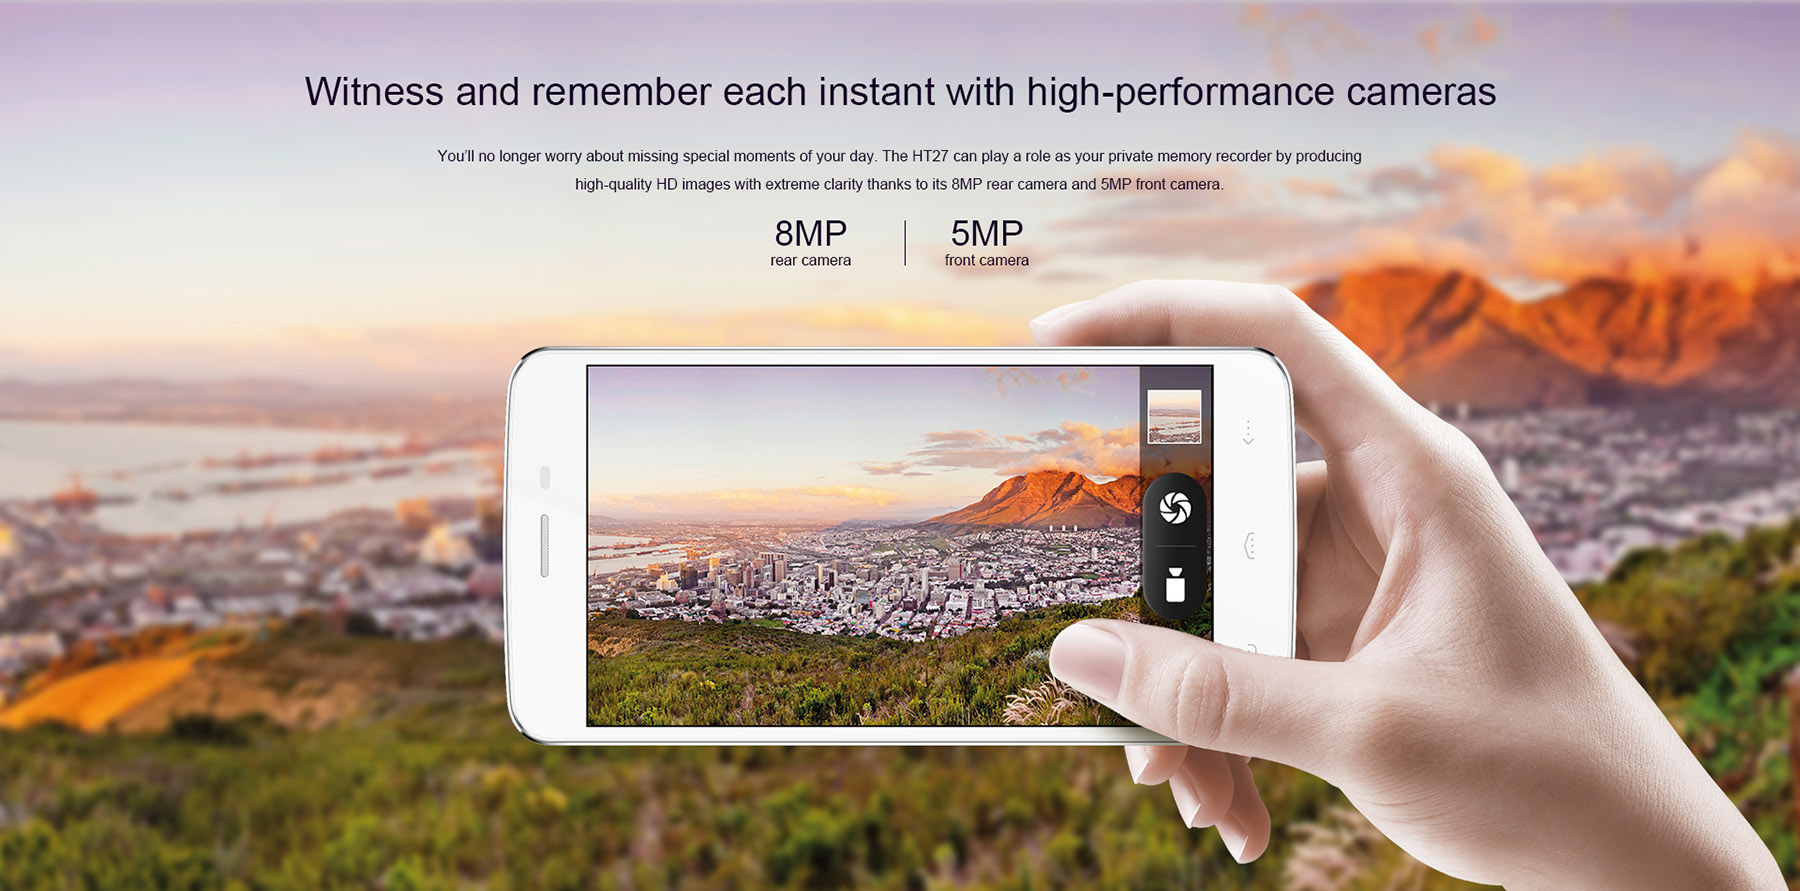 Witness and remember each instant with high-performance cameras
You’ll no longer worry about missing special moments of your day. The HT27 can play a role as your private memory recorder by producing
high-quality HD images with extreme clarity thanks to its 8MP rear camera and 5MP front camera.
8MP
rear camera
5MP
front camera